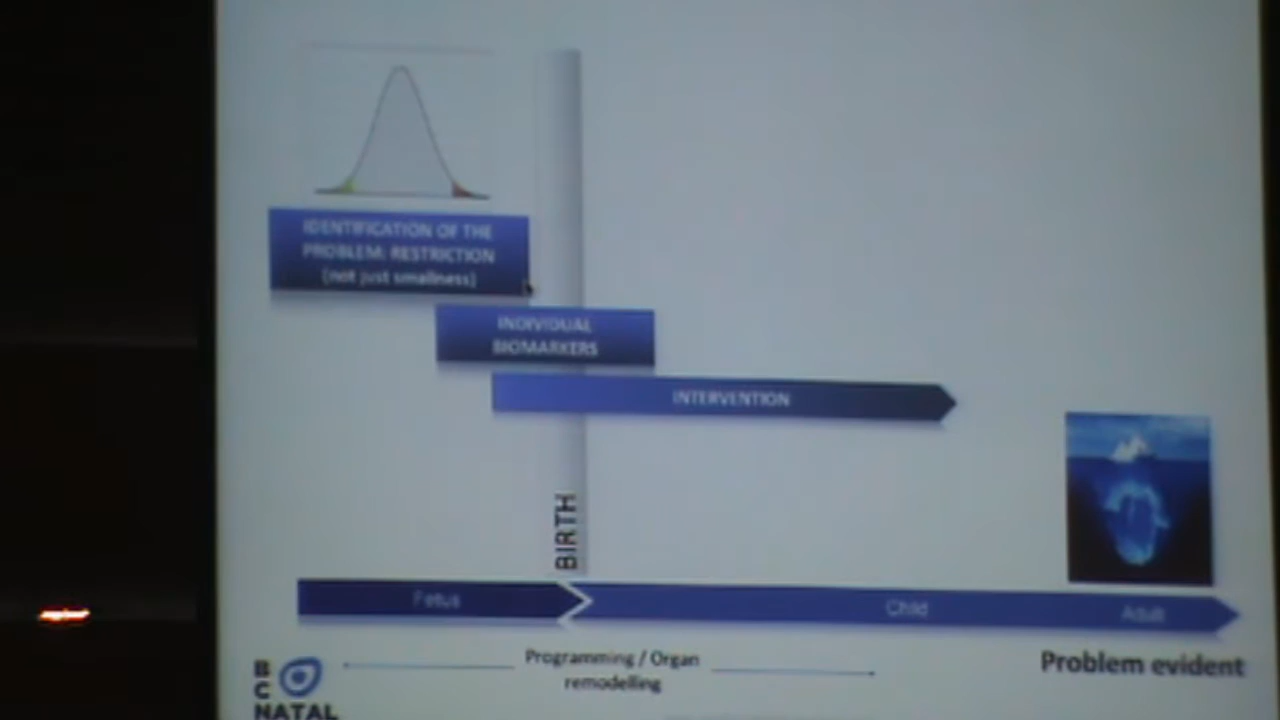 IDENTIFICATION OF THE
PROBLEM: RESTRICTION
(not just smallness)
INDIVIDUAL
BIOMARKERS
INTERVENTION
BIRTH
Fetus
Child
Adult
Programming / Organ
remodelling
Problem evident
B
C
NATAL